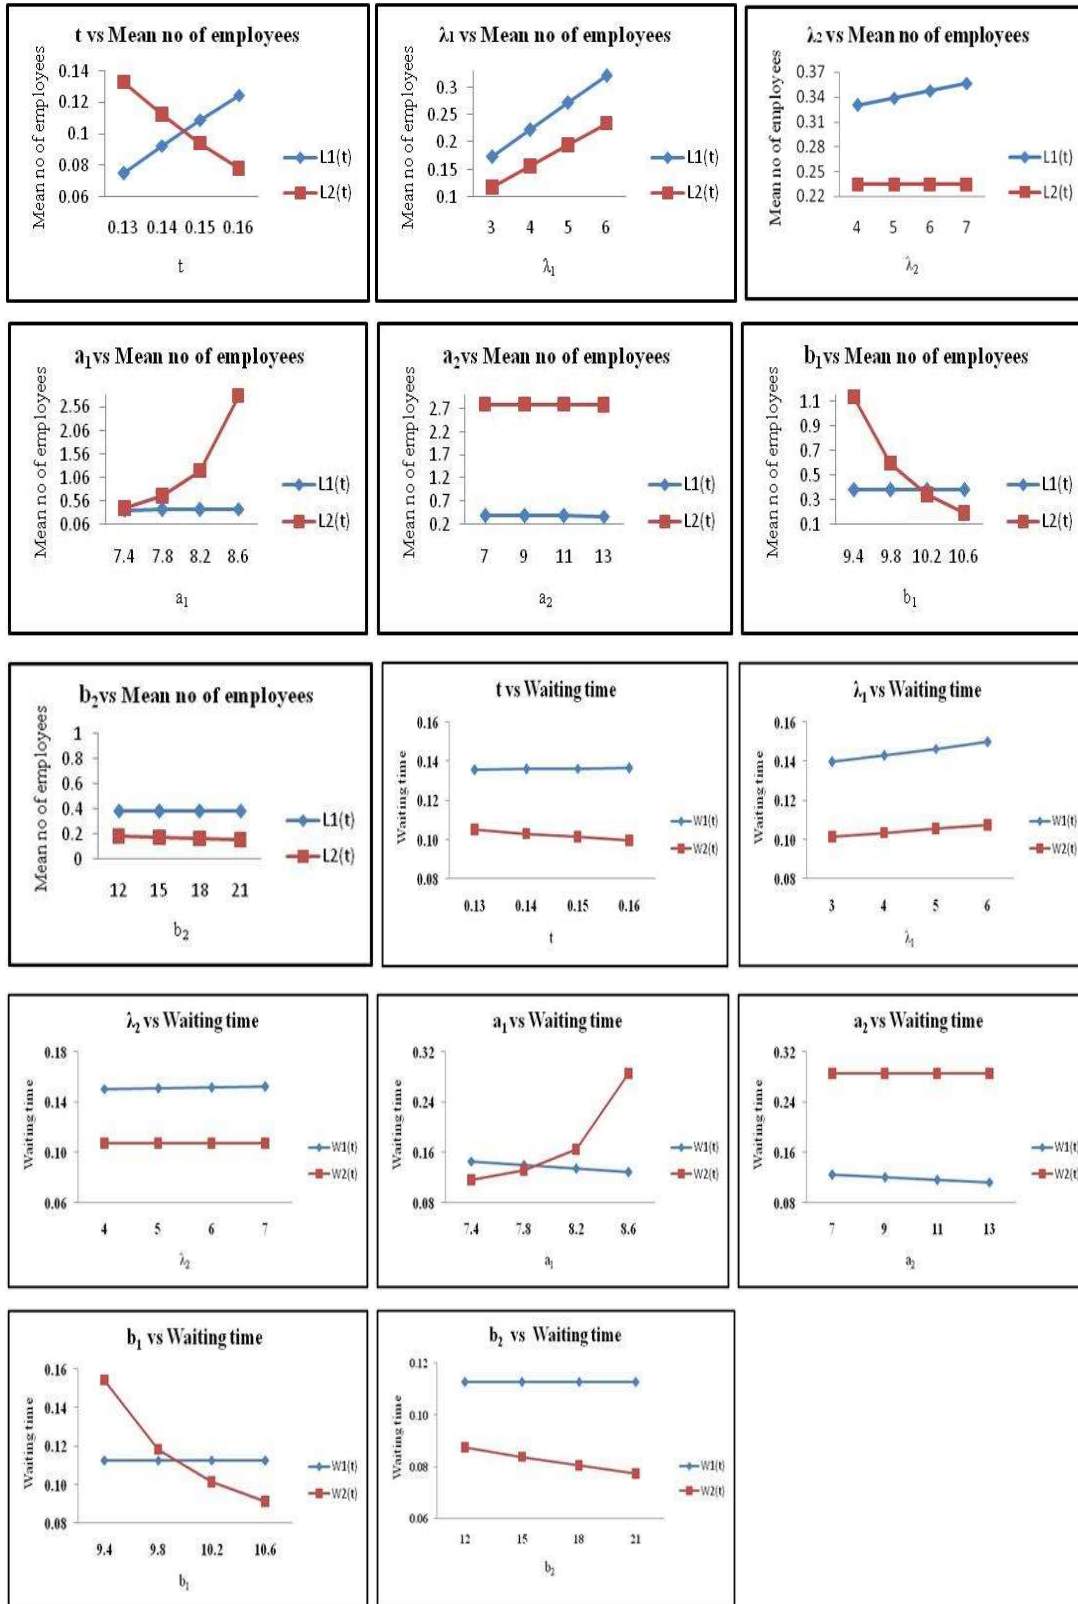 t vs Mean no of employees
Mean no of employees
0.14
0.12
0.1
0.08
0.06
0.13 0.14 0.15 0.16
t
L1(t)
L2(t)
λ1 vs Mean no of employees
Mean no of employees
0.3
0.25
0.2
0.15
0.1
3 4 5 6
λ1
L1(t)
L2(t)
λ2 vs Mean no of employees
Mean no of employees
0.37
0.34
0.31
0.28
0.25
0.22
4 5 6 7
λ2
L1(t)
L2(t)
a1 vs Mean no of employees
Mean no of employees
2.56
2.06
1.56
1.06
0.56
0.06
7.4 7.8 8.2 8.6
a1
L1(t)
L2(t)
a2 vs Mean no of employees
Mean no of employees
2.7
2.2
1.7
1.2
0.7
0.2
7 9 11 13
a2
L1(t)
L2(t)
b1 vs Mean no of employees
Mean no of employees
1.1
0.9
0.7
0.5
0.3
0.1
9.4 9.8 10.2 10.6
b1
L1(t)
L2(t)
b2 vs Mean no of employees
Mean no of employees
1
0.8
0.6
0.4
0.2
0
12 15 18 21
b2
L1(t)
L2(t)
t vs Waiting time
Waiting time
0.16
0.14
0.12
0.10
0.08
0.13 0.14 0.15 0.16
t
W1(t)
W2(t)
λ1 vs Waiting time
Waiting time
0.16
0.14
0.12
0.10
0.08
3 4 5 6
λ1
W1(t)
W2(t)
λ2 vs Waiting time
Waiting time
0.18
0.14
0.10
0.06
4 5 6 7
λ2
W1(t)
W2(t)
a1 vs Waiting time
Waiting time
0.32
0.24
0.16
0.08
7.4 7.8 8.2 8.6
a1
W1(t)
W2(t)
a2 vs Waiting time
Waiting time
0.32
0.24
0.16
0.08
7 9 11 13
a2
W1(t)
W2(t)
b1 vs Waiting time
Waiting time
0.16
0.14
0.12
0.10
0.08
9.4 9.8 10.2 10.6
b1
W1(t)
W2(t)
b2 vs Waiting time
Waiting time
0.12
0.10
0.08
0.06
12 15 18 21
b2
W1(t)
W2(t)